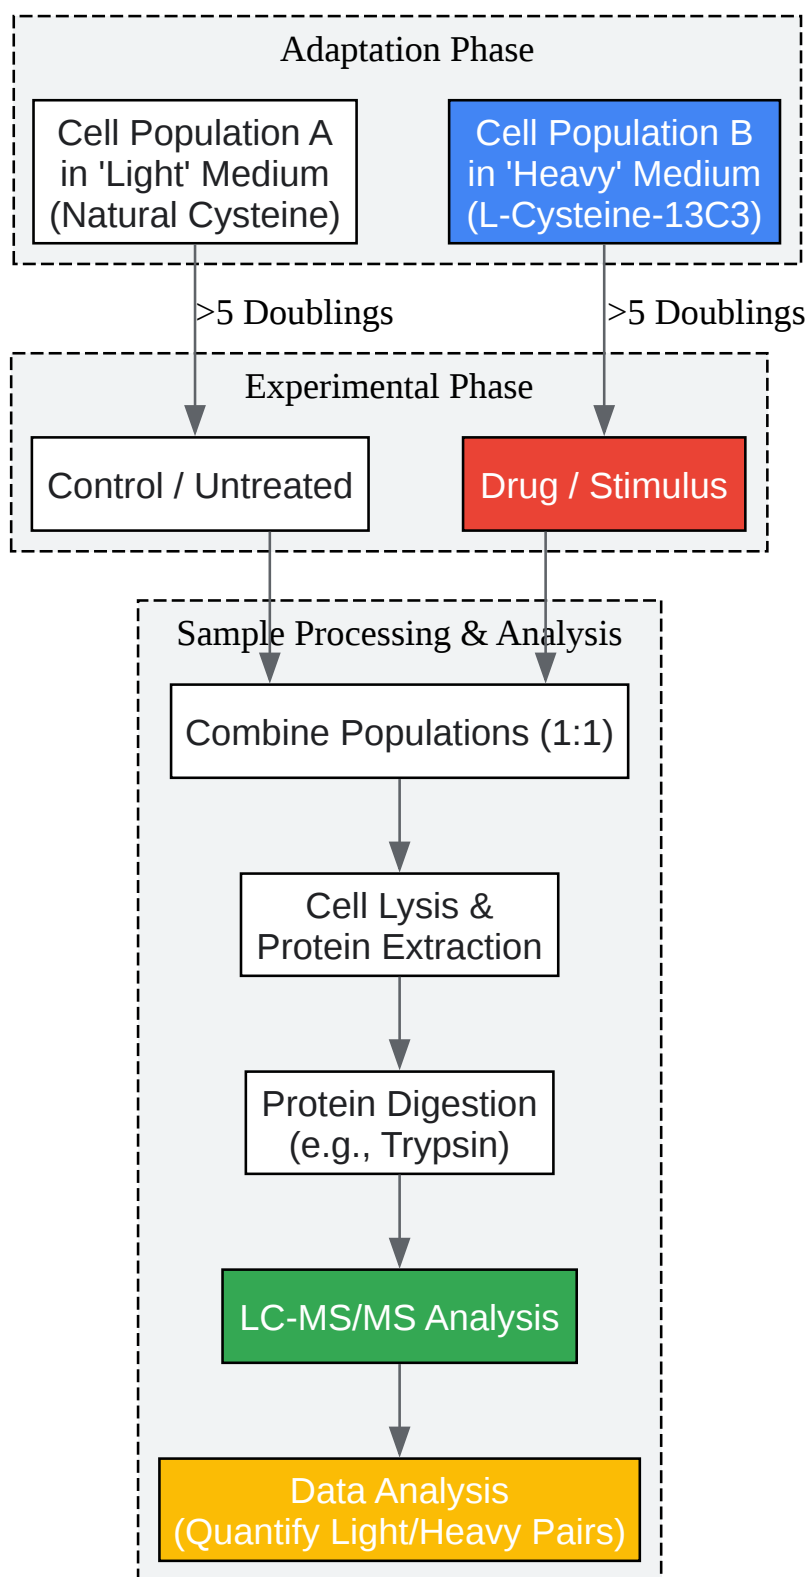 Adaptation Phase
Cell Population A
in 'Light' Medium
(Natural Cysteine)
Cell Population B
in 'Heavy' Medium
(L-Cysteine-13C3)
>5 Doublings
>5 Doublings
Experimental Phase
Control / Untreated
Drug / Stimulus
Sample Processing & Analysis
Combine Populations (1:1)
Cell Lysis &
Protein Extraction
Protein Digestion
(e.g., Trypsin)
LC-MS/MS Analysis
Data Analysis
(Quantify Light/Heavy Pairs)